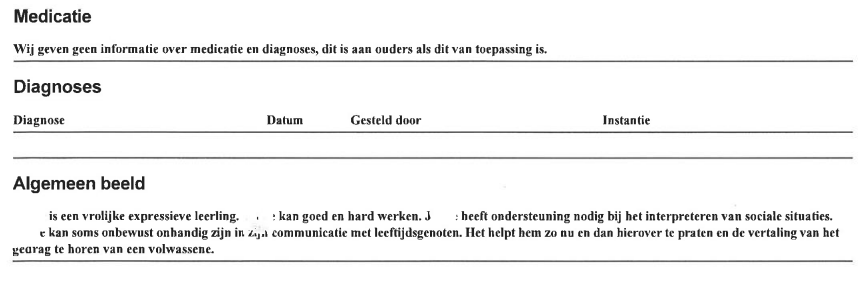 Medicatie
Wij geven geen informatie over medicatie en diagnoses, dit is aan ouders als dit van toepassing is.
Diagnoses
Diagnose Datum Gesteld door Instantie
Algemeen beeld
is een vrolijke expressieve leerling. kan goed en hard werken. J heeft ondersteuning nodig bij het interpreteren van sociale situaties.
e kan soms onbewust onhandig zijn in zijn communicatie met leeftijdsgenoten. Het helpt hem zo nu en dan hierover te praten en de vertaling van het
gedrag te horen van een volwassene.